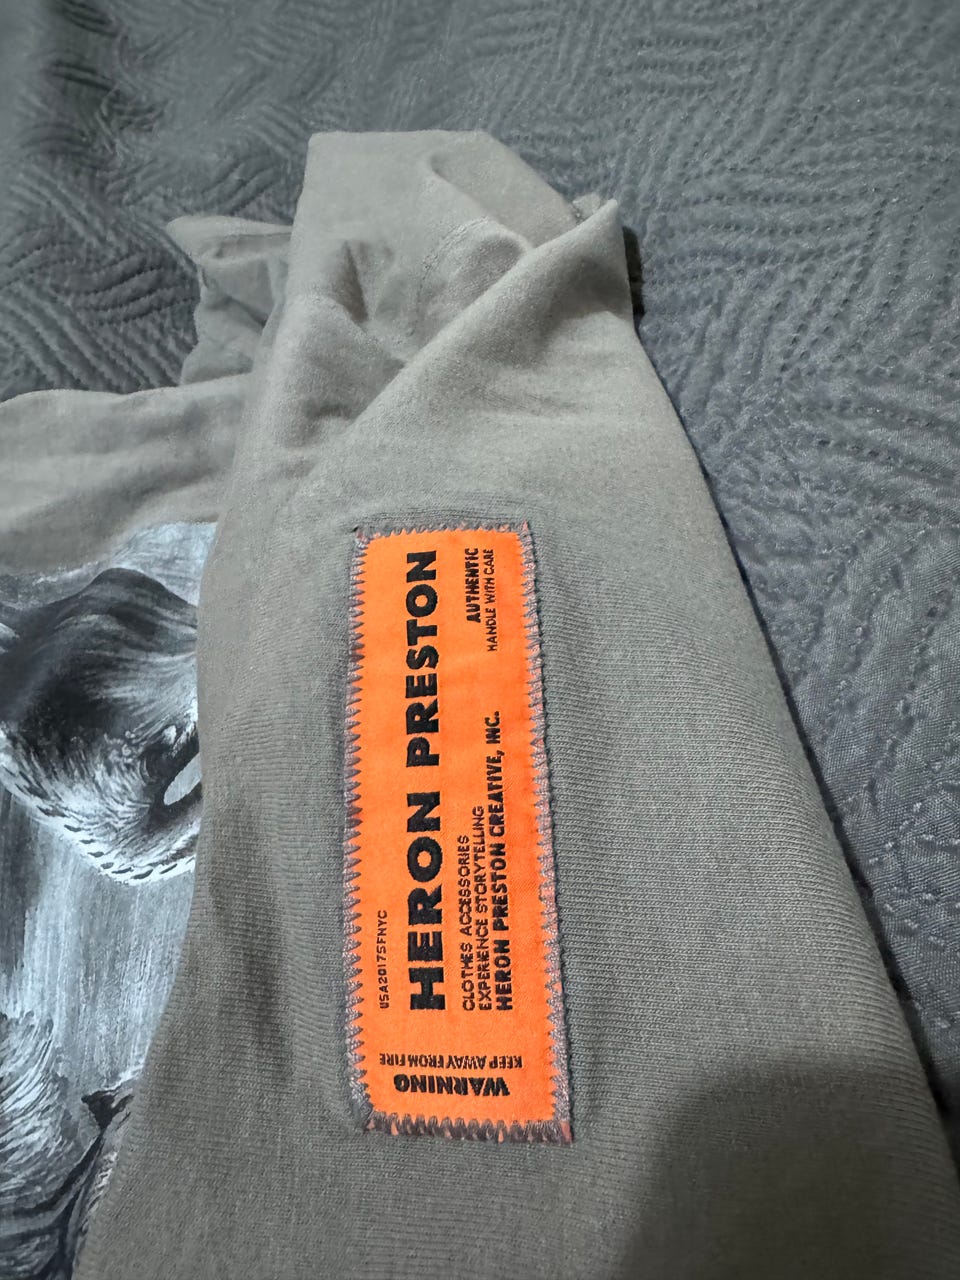 USA2017SFNYC
HERON PRESTON
CLOTHES ACCESSORIES
EXPERIENCE STORYTELLING
HERON PRESTON CREATIVE, INC.
AUTHENTIC
HANDLE WITH CARE
WARNING
KEEP AWAY FROM FIRE